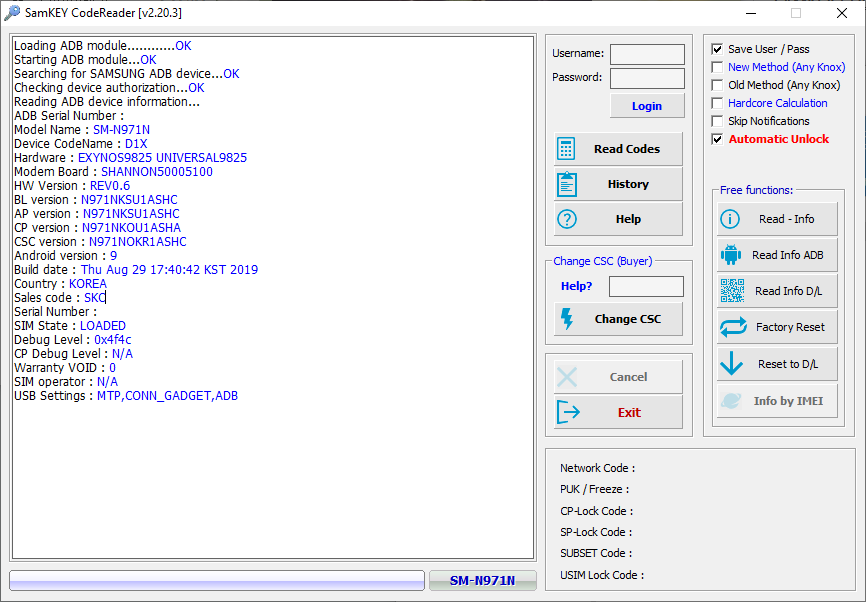 SamKEY CodeReader [v2.20.3]
Loading ADB module...........OK
Starting ADB module...OK
Searching for SAMSUNG ADB device...OK
Checking device authorization...OK
Reading ADB device information...
ADB Serial Number :
Model Name : SM-N971N
Device CodeName : D1X
Hardware : EXYNOS9825 UNIVERSAL9825
Modem Board : SHANNON50005100
HW Version : REV0.6
BL version : N971NKSU1ASHC
AP version : N971NKSU1ASHC
CP version : N971NKOU1ASHA
CSC version : N971NOKR1ASHC
Android version : 9
Build date : Thu Aug 29 17:40:42 KST 2019
Country : KOREA
Sales code : SKC
Serial Number :
SIM State : LOADED
Debug Level : 0x4f4c
CP Debug Level : N/A
Warranty VOID : 0
SIM operator : N/A
USB Settings : MTP,CONN_GADGET,ADB
SM-N971N
Username:
Password:
Login
Read Codes
History
Help
Change CSC (Buyer)
Help?
Change CSC
Cancel
Exit
Save User / Pass
New Method (Any Knox)
Old Method (Any Knox)
Hardcore Calculation
Skip Notifications
Automatic Unlock
Free functions:
Read - Info
Read Info ADB
Read Info D/L
Factory Reset
Reset to D/L
Info by IMEI
Network Code :
PUK / Freeze :
CP-Lock Code :
SP-Lock Code :
SUBSET Code :
USIM Lock Code :